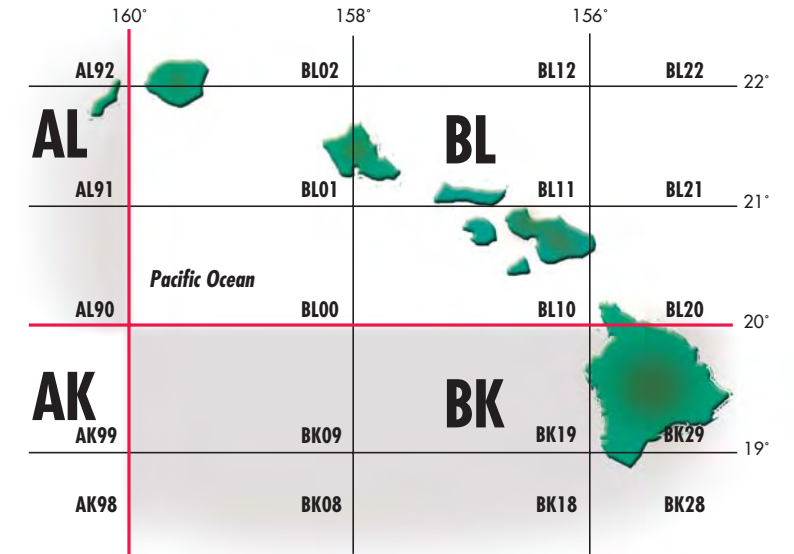 160° 158° 156°
AL92 BL02 BL12 BL22
22°
AL BL
AL91 BL01 BL11 BL21
21°
Pacific Ocean
AL90 BL00 BL10 BL20
20°
AK BK
AK99 BK09 BK19 BK29
19°
AK98 BK08 BK18 BK28